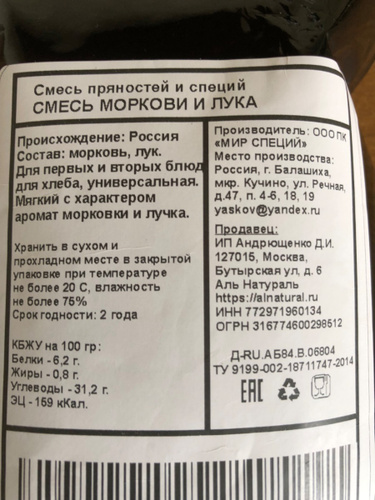 Смесь пряностей и специй
СМЕСЬ МОРКОВИ И ЛУКА
Происхождение: Россия
Состав: морковь, лук.
Для первых и вторых блюд
для хлеба, универсальная.
Мягкий с характером
аромат морковки и лучка.
Хранить в сухом и
прохладном месте в закрытой
упаковке при температуре
не более 20 С, влажность
не более 75%
Срок годности: 2 года
КБЖУ на 100 гр:
Белки - 6,2 г.
Жиры - 0,8 г.
Углеводы - 31,2 г.
ЭЦ - 159 кКал.
Производитель: ООО ПК
«МИР СПЕЦИЙ»
Место производства:
Россия, г. Балашиха,
мкр. Кучино, ул. Речная,
д.47, п. 4-6, 18, 19
yaskov@yandex.ru
Продавец:
ИП Андрющенко Д.И.
127015, Москва,
Бутырская ул, д. 6
Аль Натураль
https://alnatural.ru
ИНН 772971960134
ОГРН 316774600298512
Д-RU.АБ84.В.06804
ТУ 9199-002-18711747-2014
ЕАС